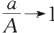 a/A → 1